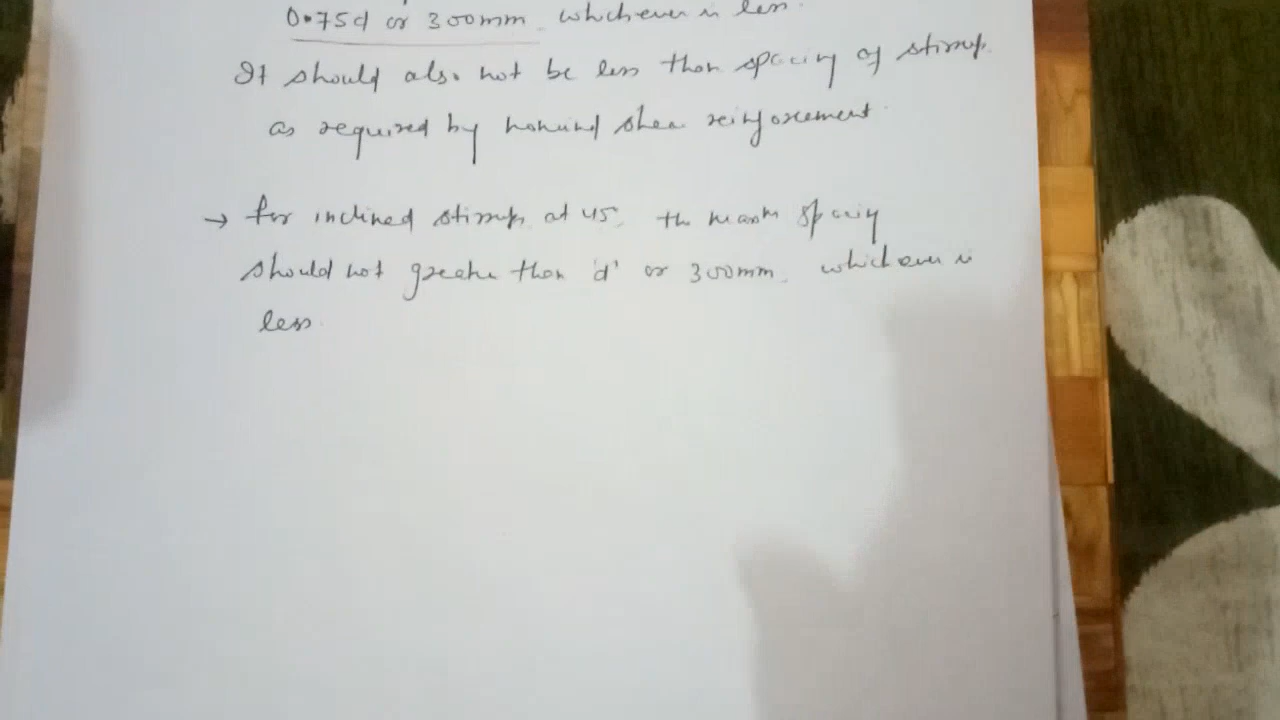 0.75d or 300mm whichever is less.
It should also not be less than spacing of stirrup
as required by nominal shear reinforcement
→ for inclined stirrup at 45, the maxm spacing
should not greater than 'd' or 300mm whichever is
less.